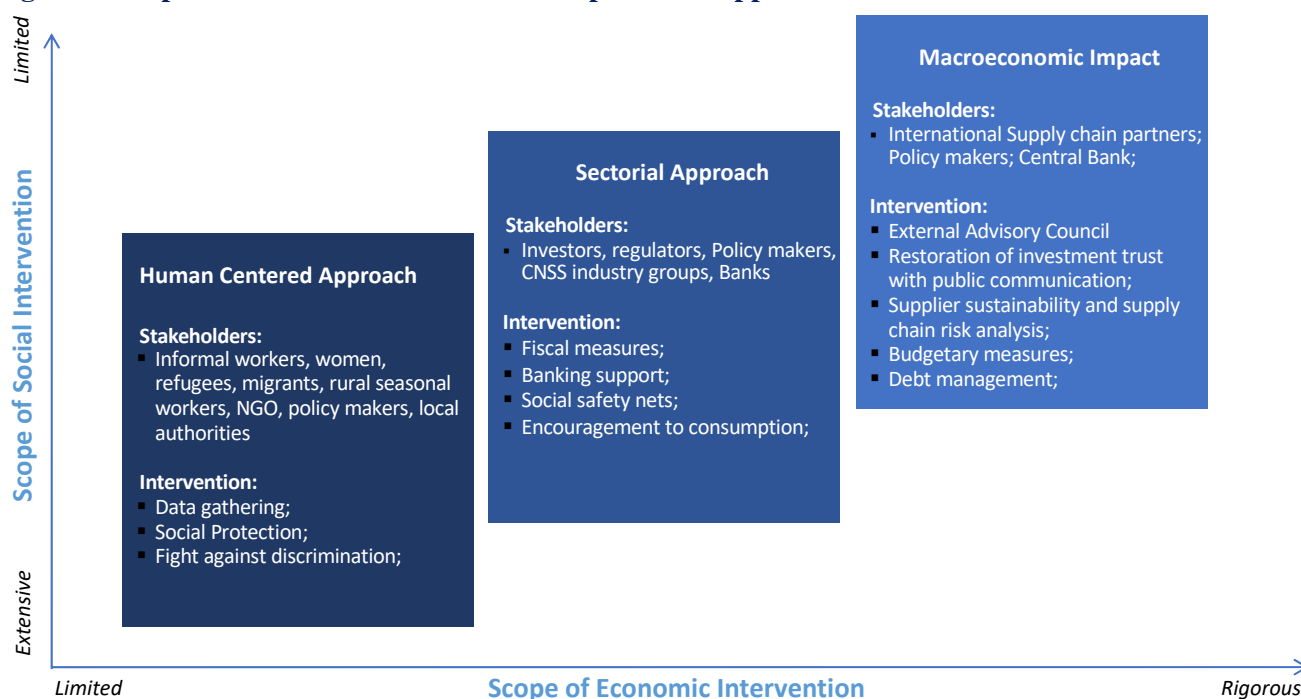 Limited
Scope of Social Intervention
Extensive
Human Centered Approach
Stakeholders:
▪ Informal workers, women,
refugees, migrants, rural seasonal
workers, NGO, policy makers, local
authorities
Intervention:
▪ Data gathering;
▪ Social Protection;
▪ Fight against discrimination;
Sectorial Approach
Stakeholders:
▪ Investors, regulators, Policy makers,
CNSS industry groups, Banks
Intervention:
▪ Fiscal measures;
▪ Banking support;
▪ Social safety nets;
▪ Encouragement to consumption;
Macroeconomic Impact
Stakeholders:
▪ International Supply chain partners;
Policy makers; Central Bank;
Intervention:
▪ External Advisory Council
▪ Restoration of investment trust
with public communication;
▪ Supplier sustainability and supply
chain risk analysis;
▪ Budgetary measures;
▪ Debt management;
Limited
Scope of Economic Intervention
Rigorous